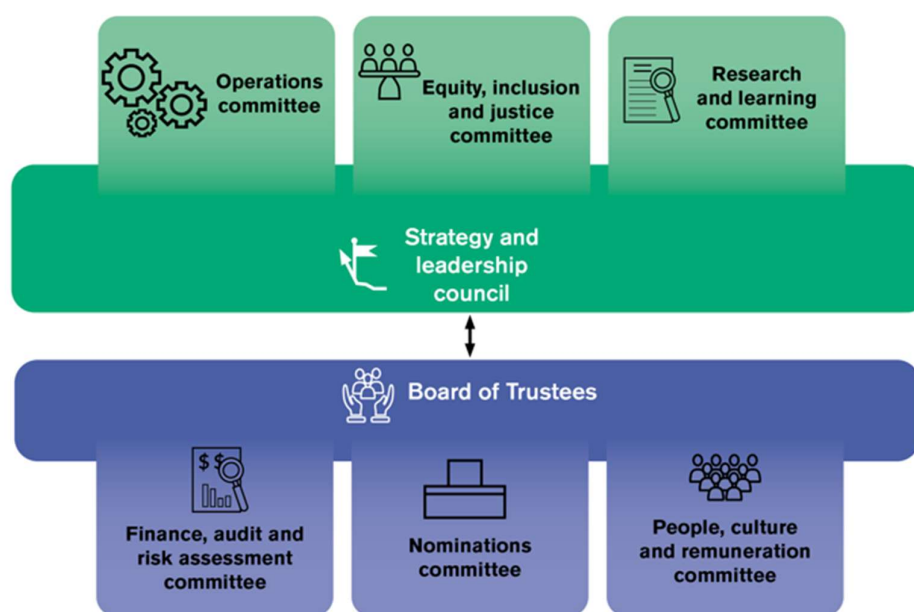 Operations
committee
Equity, inclusion
and justice
committee
Research
and learning
committee
Strategy and
leadership
council
Board of Trustees
$$
Finance, audit and
risk assessment
committee
Nominations
committee
People, culture
and remuneration
committee